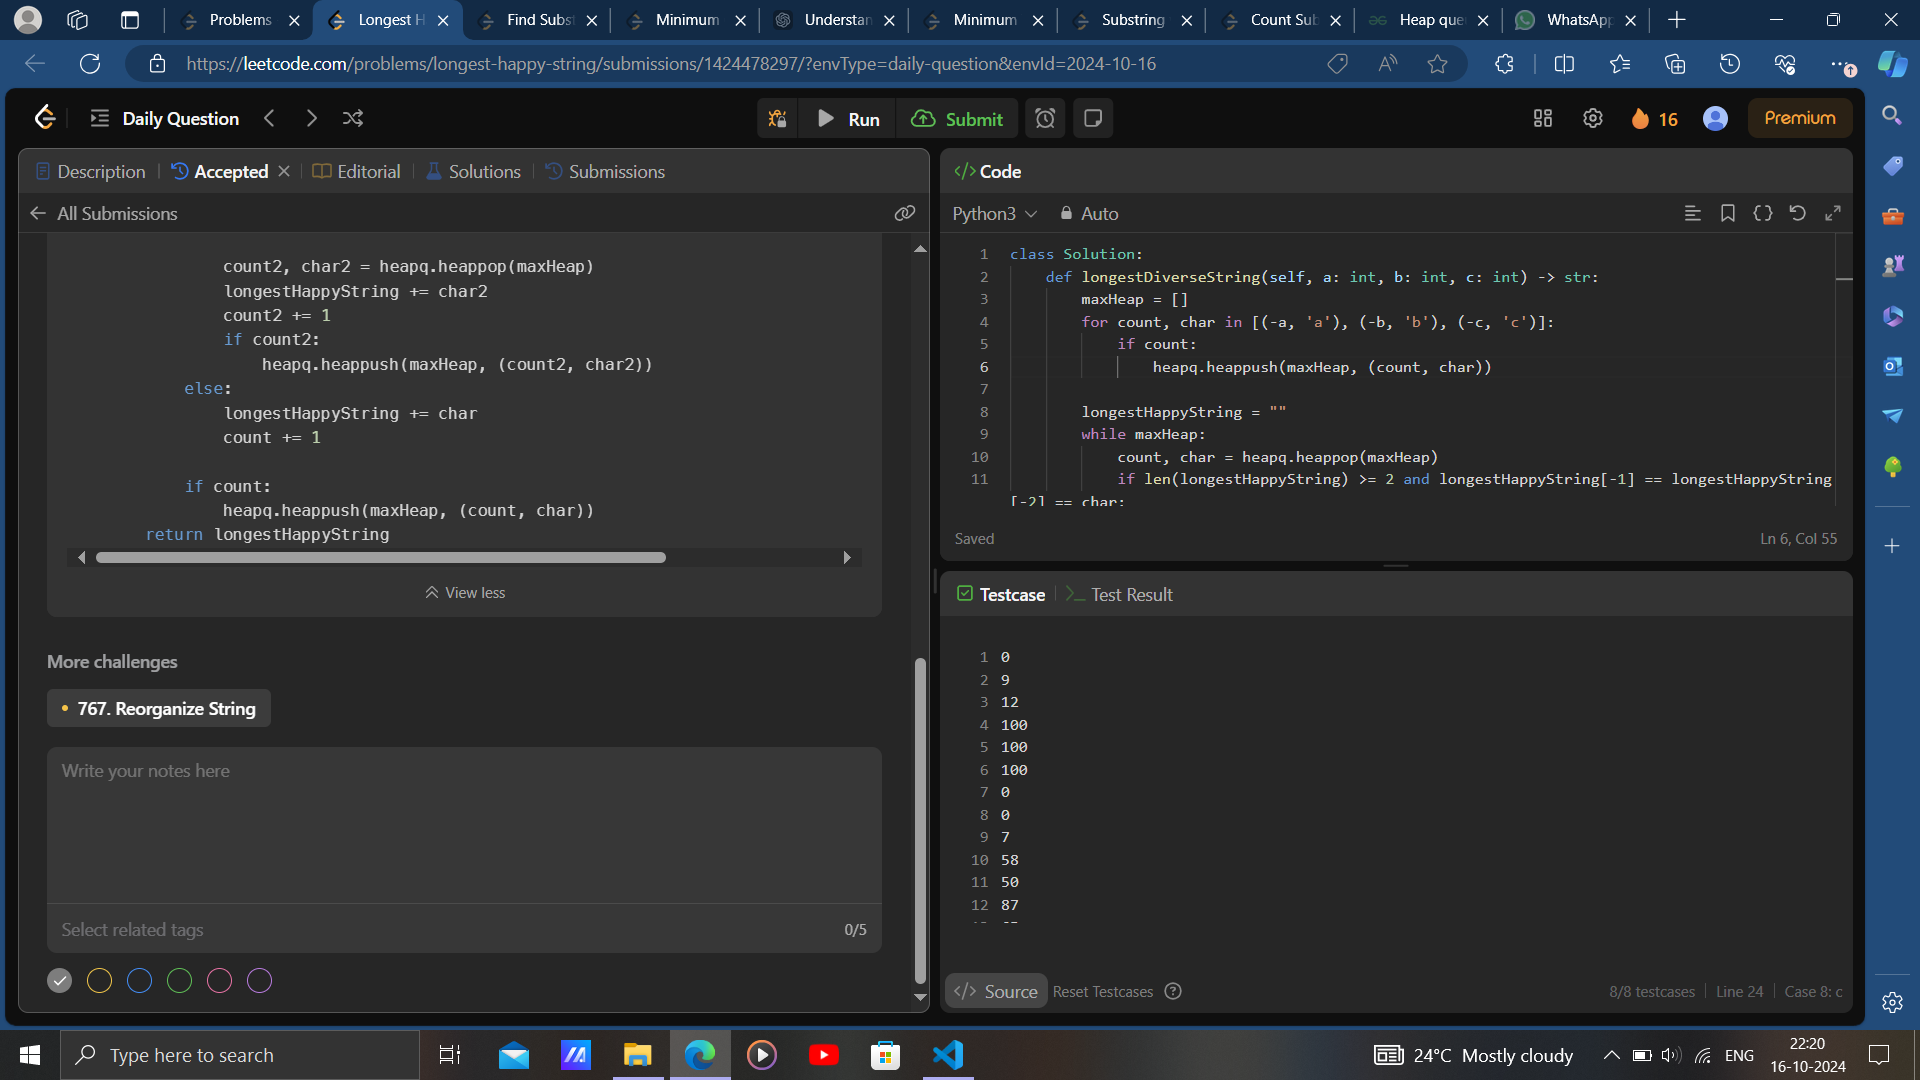 Problems
Longest H
Find Subs
Minimum
Understan
Minimum
Substring
Count Sub
Heap que
WhatsApp
https://leetcode.com/problems/longest-happy-string/submissions/1424478297/?envType=daily-question&envId=2024-10-16
Daily Question
Run
Submit
16
Premium
Description
Accepted
Editorial
Solutions
Submissions
All Submissions
count2, char2 = heapq.heappop(maxHeap)
longestHappyString += char2
count2 += 1
if count2:
heapq.heappush(maxHeap, (count2, char2))
else:
longestHappyString += char
count += 1
if count:
heapq.heappush(maxHeap, (count, char))
return longestHappyString
View less
More challenges
767. Reorganize String
Write your notes here
Select related tags
0/5
</> Code
Python3
Auto
1 class Solution:
2 def longestDiverseString(self, a: int, b: int, c: int) -> str:
3 maxHeap = []
4 for count, char in [(-a, 'a'), (-b, 'b'), (-c, 'c')]:
5 if count:
6 heapq.heappush(maxHeap, (count, char))
7
8 longestHappyString = ""
9 while maxHeap:
10 count, char = heapq.heappop(maxHeap)
11 if len(longestHappyString) >= 2 and longestHappyString[-1] == longestHappyString
[-2] == char:
Saved
Ln 6, Col 55
Testcase
Test Result
1 0
2 9
3 12
4 100
5 100
6 100
7 0
8 0
9 7
10 58
11 50
12 87
</> Source
Reset Testcases
8/8 testcases
Line 24
Case 8: c
Type here to search
24°C Mostly cloudy
ENG
22:20
16-10-2024